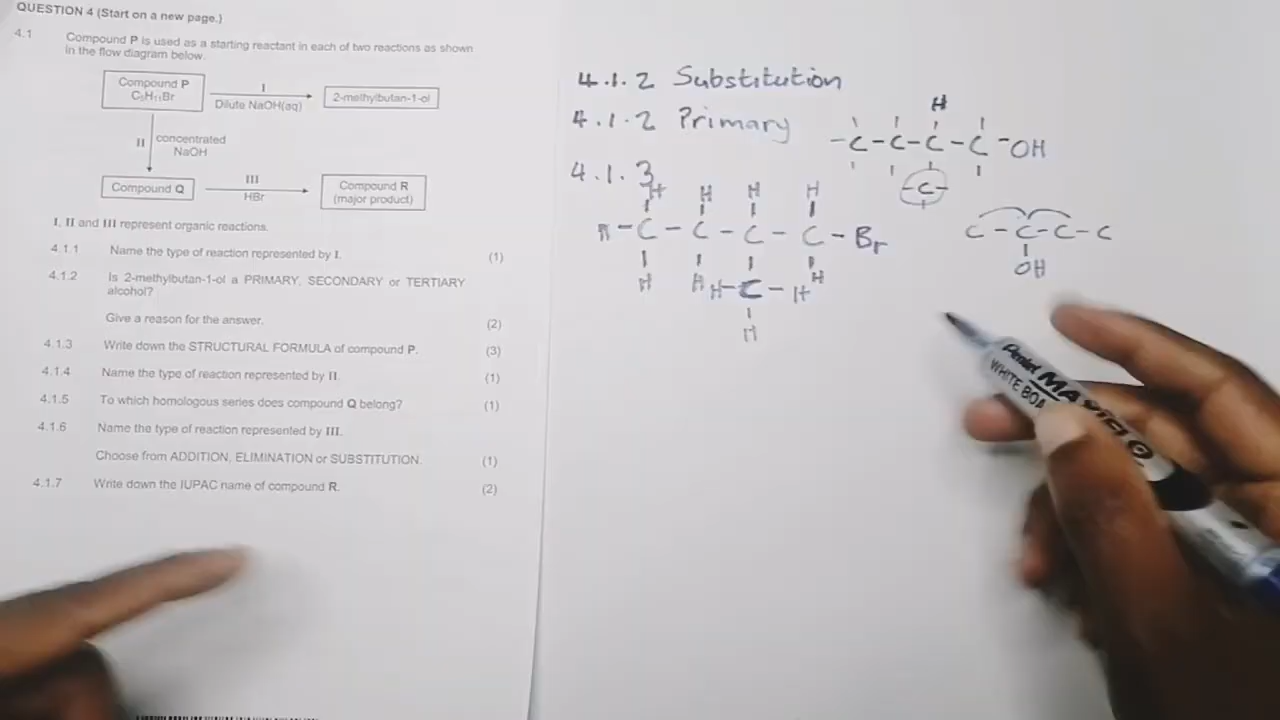 QUESTION 4 (Start on a new page.)
4.1 Compound P is used as a starting reactant in each of two reactions as shown
in the flow diagram below.
Compound P
C₅H₁₁Br
I
Dilute NaOH(aq)
2-methylbutan-1-ol
II
concentrated
NaOH
Compound Q
III
HBr
Compound R
(major product)
I, II and III represent organic reactions.
4.1.1 Name the type of reaction represented by I. (1)
4.1.2 Is 2-methylbutan-1-ol a PRIMARY, SECONDARY or TERTIARY
alcohol?
Give a reason for the answer. (2)
4.1.3 Write down the STRUCTURAL FORMULA of compound P. (3)
4.1.4 Name the type of reaction represented by II. (1)
4.1.5 To which homologous series does compound Q belong? (1)
4.1.6 Name the type of reaction represented by III.
Choose from ADDITION, ELIMINATION or SUBSTITUTION. (1)
4.1.7 Write down the IUPAC name of compound R. (2)
4.1.2 Substitution
4.1.2 Primary
H
-C-C-C-C-OH
-C-
4.1.3
H H H H
H-C-C-C-C-Br
H H H
H-C-H
H
C-C-C-C
OH
Pentel
WHITE BOA